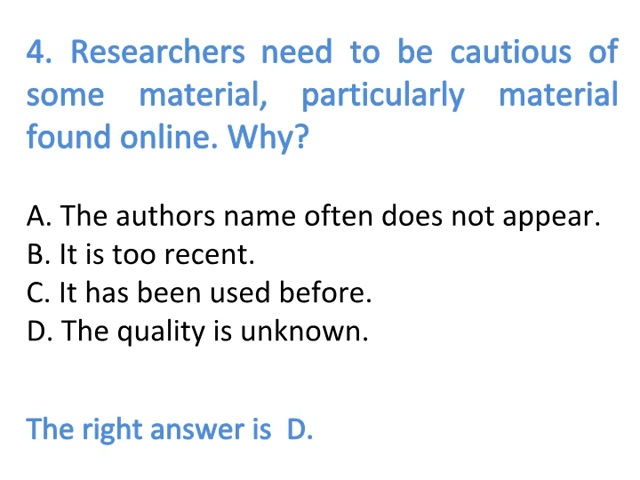 4. Researchers need to be cautious of
some material, particularly material
found online. Why?
A. The authors name often does not appear.
B. It is too recent.
C. It has been used before.
D. The quality is unknown.
The right answer is D.